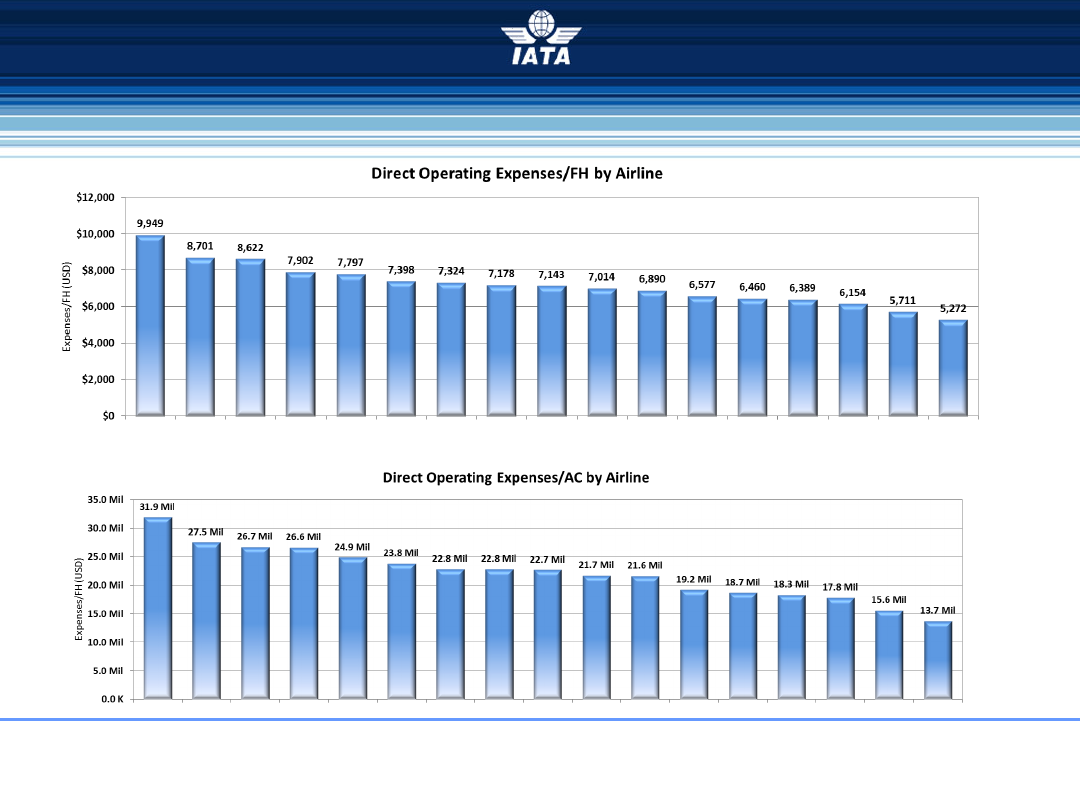 IATA
Direct Operating Expenses/FH by Airline
$12,000
$10,000
$8,000
$6,000
$4,000
$2,000
$0
Expenses/FH (USD)
9,949
8,701
8,622
7,902
7,797
7,398
7,324
7,178
7,143
7,014
6,890
6,577
6,460
6,389
6,154
5,711
5,272
Direct Operating Expenses/AC by Airline
35.0 Mil
30.0 Mil
25.0 Mil
20.0 Mil
15.0 Mil
10.0 Mil
5.0 Mil
0.0 K
Expenses/FH (USD)
31.9 Mil
27.5 Mil
26.7 Mil
26.6 Mil
24.9 Mil
23.8 Mil
22.8 Mil
22.8 Mil
22.7 Mil
21.7 Mil
21.6 Mil
19.2 Mil
18.7 Mil
18.3 Mil
17.8 Mil
15.6 Mil
13.7 Mil